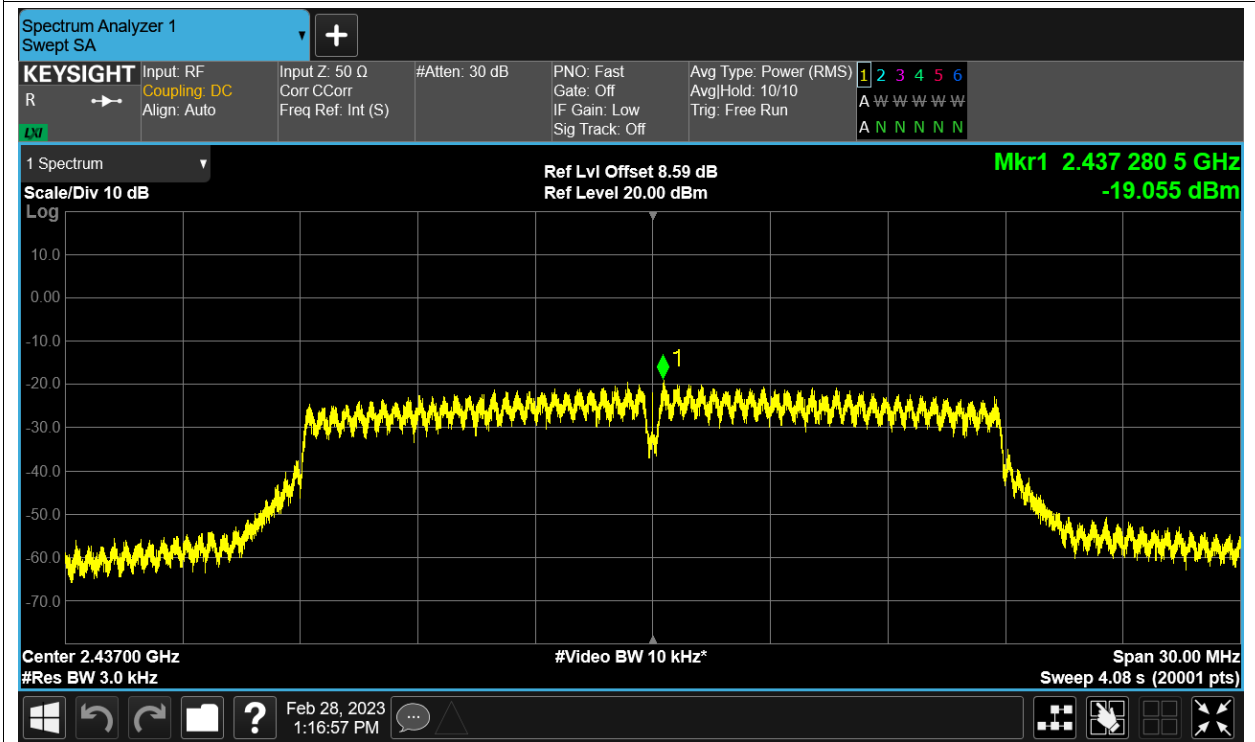 Spectrum Analyzer 1
Swept SA
KEYSIGHT
R
LXI
Input: RF
Coupling: DC
Align: Auto
Input Z: 50 Ω
Corr CCorr
Freq Ref: Int (S)
#Atten: 30 dB
PNO: Fast
Gate: Off
IF Gain: Low
Sig Track: Off
Avg Type: Power (RMS)
Avg|Hold: 10/10
Trig: Free Run
1 2 3 4 5 6
A W W W W W
A N N N N N
1 Spectrum
Scale/Div 10 dB
Log
Ref Lvl Offset 8.59 dB
Ref Level 20.00 dBm
Mkr1 2.437 280 5 GHz
-19.055 dBm
10.0
0.00
-10.0
1
-20.0
-30.0
-40.0
-50.0
-60.0
-70.0
Center 2.43700 GHz
#Res BW 3.0 kHz
#Video BW 10 kHz*
Span 30.00 MHz
Sweep 4.08 s (20001 pts)
?
Feb 28, 2023
1:16:57 PM